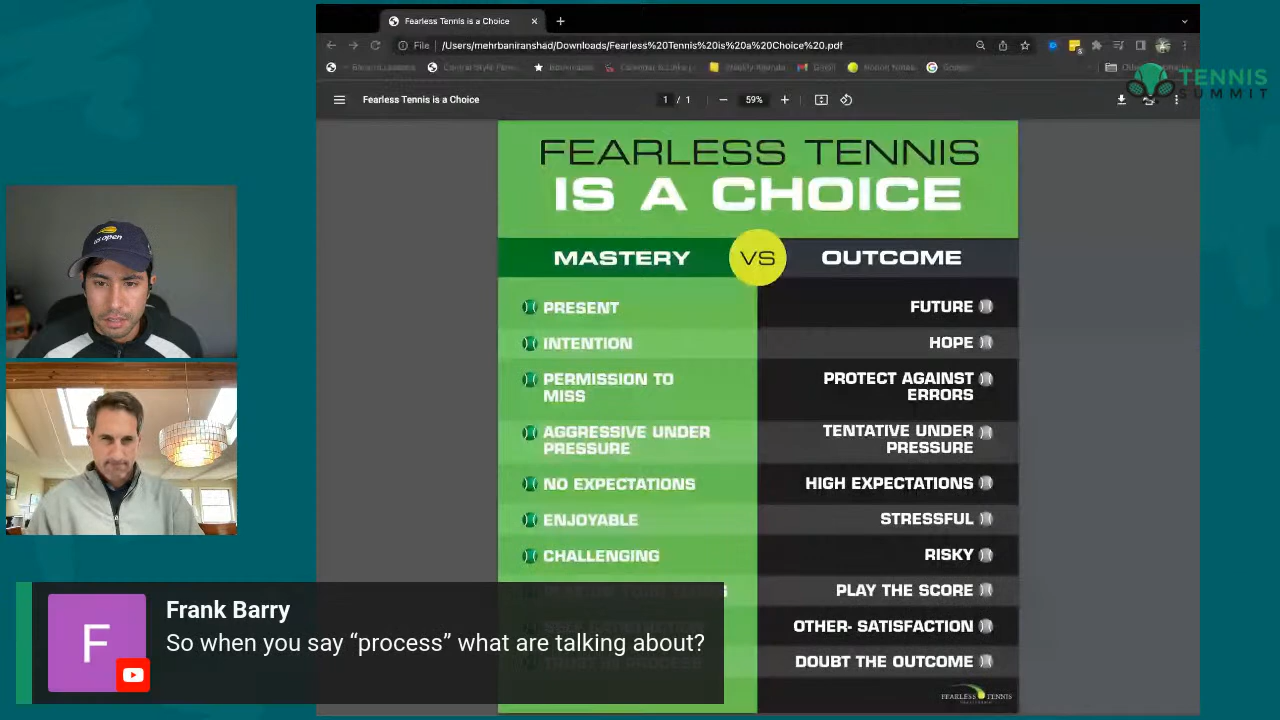 Fearless Tennis is a Choice
File
/Users/mehrbaniranshad/Downloads/Fearless%20Tennis%20is%20a%20Choice%20.pdf
Gmail
Fearless Tennis is a Choice
1 / 1
59%
TENNIS
SUMMIT
FEARLESS TENNIS
IS A CHOICE
MASTERY
VS
OUTCOME
PRESENT
FUTURE
INTENTION
HOPE
PERMISSION TO
MISS
PROTECT AGAINST
ERRORS
AGGRESSIVE UNDER
PRESSURE
TENTATIVE UNDER
PRESSURE
NO EXPECTATIONS
HIGH EXPECTATIONS
ENJOYABLE
STRESSFUL
CHALLENGING
RISKY
PLAY THE SCORE
OTHER- SATISFACTION
DOUBT THE OUTCOME
FEARLESS TENNIS
us open
F
Frank Barry
So when you say “process” what are talking about?